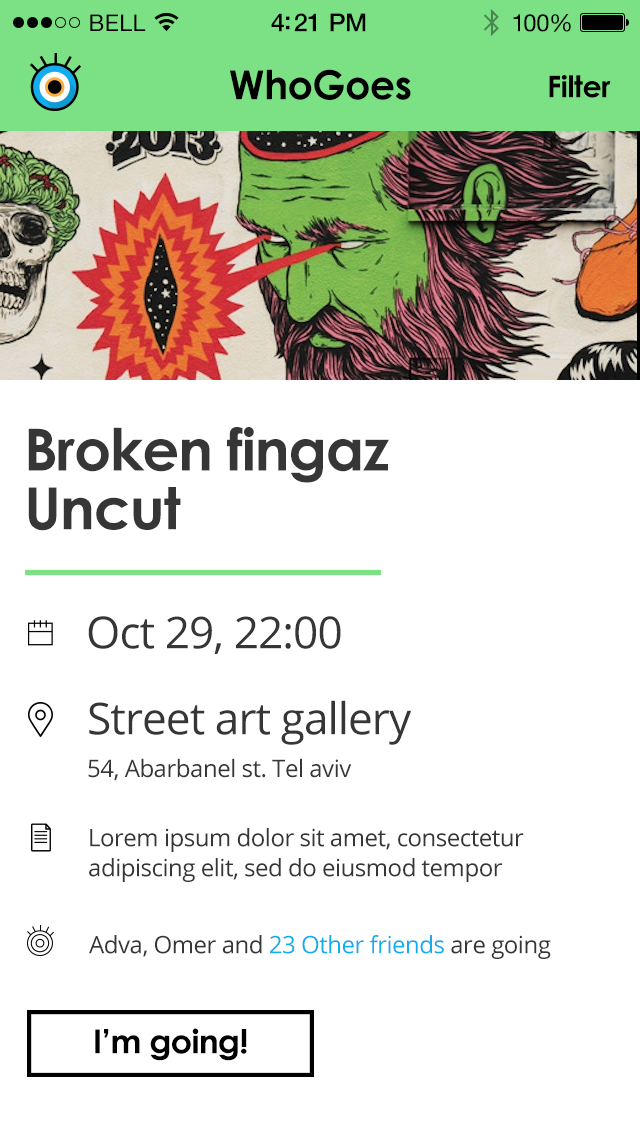 BELL 4:21 PM 100%
WhoGoes Filter
2013
Broken fingaz
Uncut
Oct 29, 22:00
Street art gallery
54, Abarbanel st. Tel aviv
Lorem ipsum dolor sit amet, consectetur
adipiscing elit, sed do eiusmod tempor
Adva, Omer and 23 Other friends are going
I'm going!